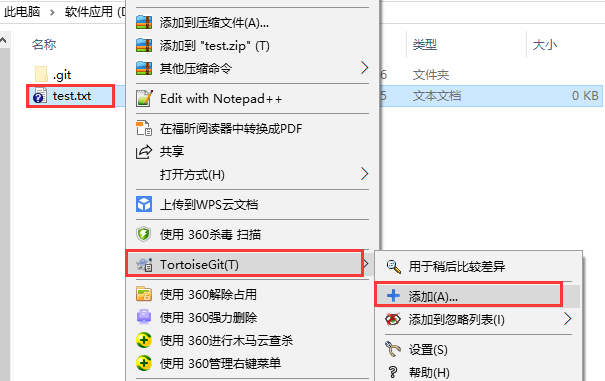 此电脑 软件应用 (D
名称 类型 大小
.git 6 文件夹
test.txt 5 文本文档 0 KB
添加到压缩文件(A)...
添加到 "test.zip" (T)
其他压缩命令
Edit with Notepad++
在福昕阅读器中转换成PDF
共享
打开方式(H)
上传到WPS云文档
使用 360杀毒 扫描
TortoiseGit(T)
使用 360解除占用
使用 360强力删除
使用 360进行木马云查杀
使用 360管理右键菜单
用于稍后比较差异
添加(A)...
添加到忽略列表(I)
设置(S)
帮助(H)